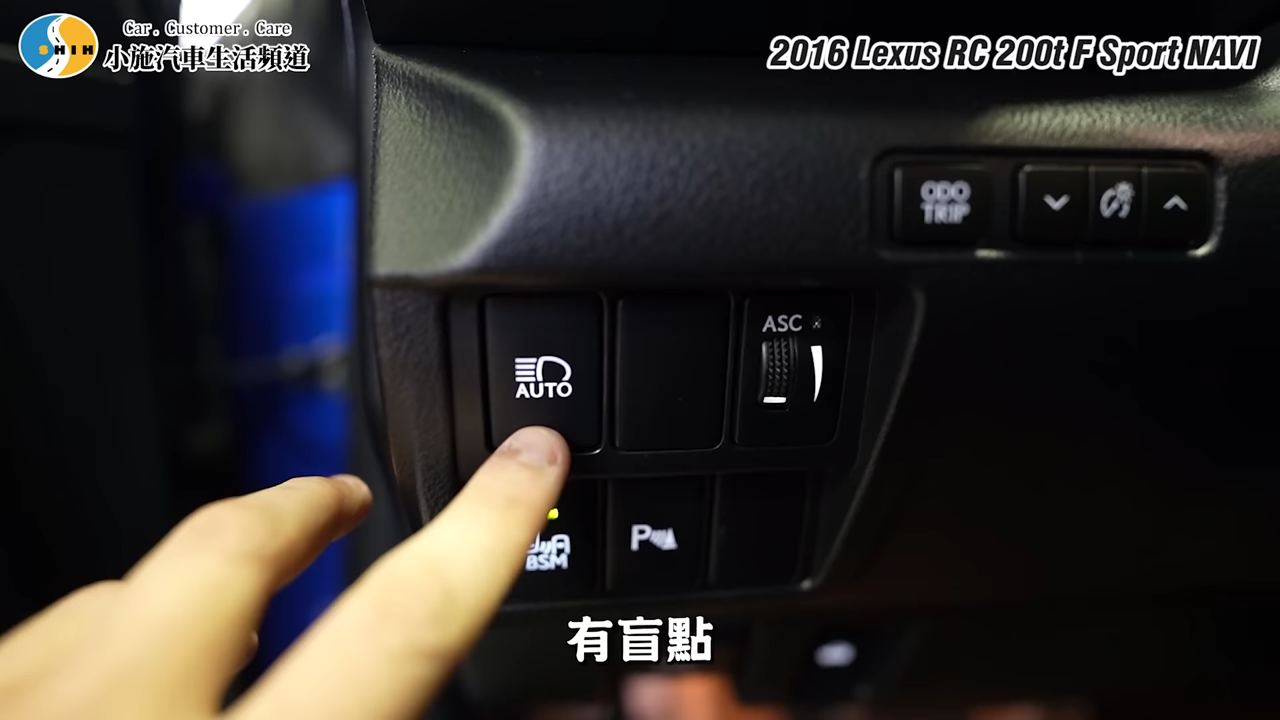 Car. Customer. Care
SHIH
小施汽車生活頻道
2016 Lexus RC 200t F Sport NAVI
ODO
TRIP
ASC
AUTO
BSM
P
有盲點